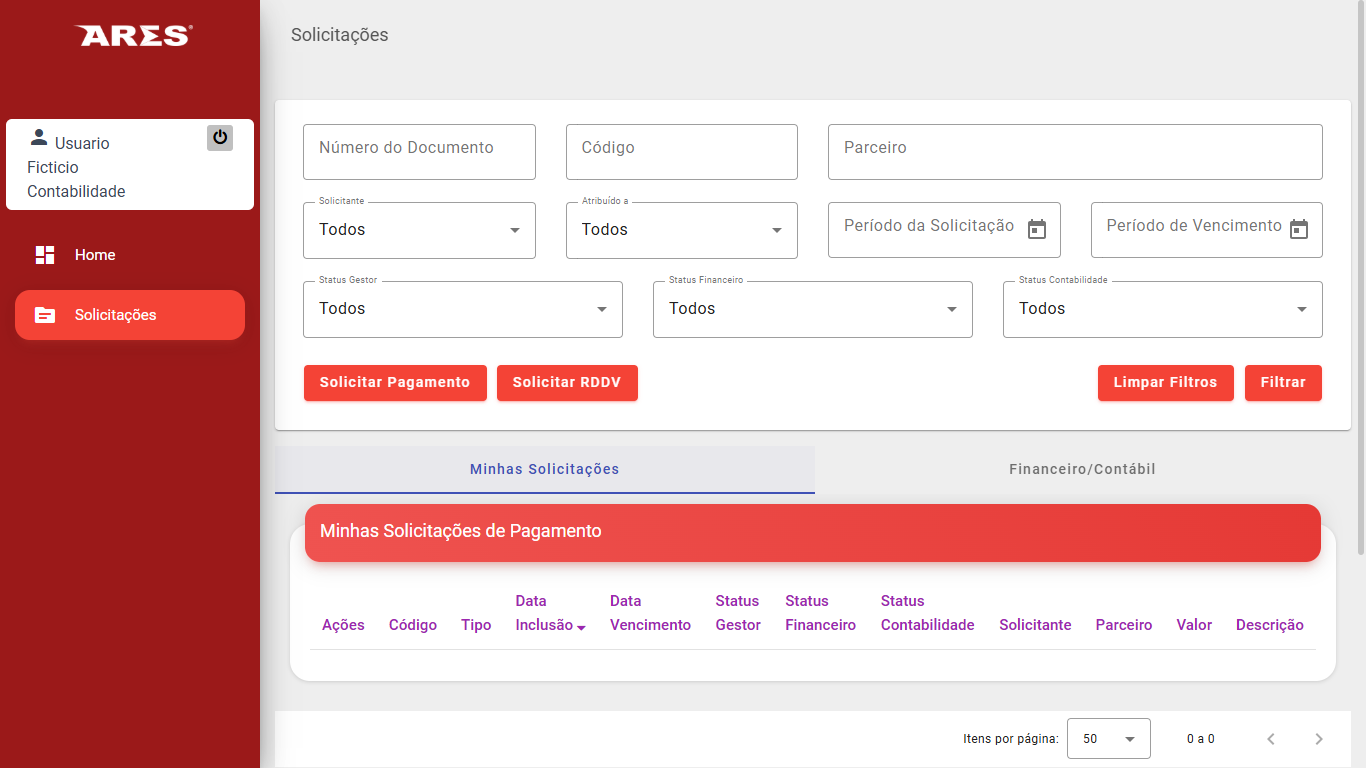 ARES
Solicitações
Usuario
Ficticio
Contabilidade
Home
Solicitações
Número do Documento
Código
Parceiro
Solicitante
Todos
Atribuído a
Todos
Período da Solicitação
Período de Vencimento
Status Gestor
Todos
Status Financeiro
Todos
Status Contabilidade
Todos
Solicitar Pagamento
Solicitar RDDV
Limpar Filtros
Filtrar
Minhas Solicitações
Financeiro/Contábil
Minhas Solicitações de Pagamento
Ações
Código
Tipo
Data
Inclusão
Data
Vencimento
Status
Gestor
Status
Financeiro
Status
Contabilidade
Solicitante
Parceiro
Valor
Descrição
Itens por página:
50
0 a 0